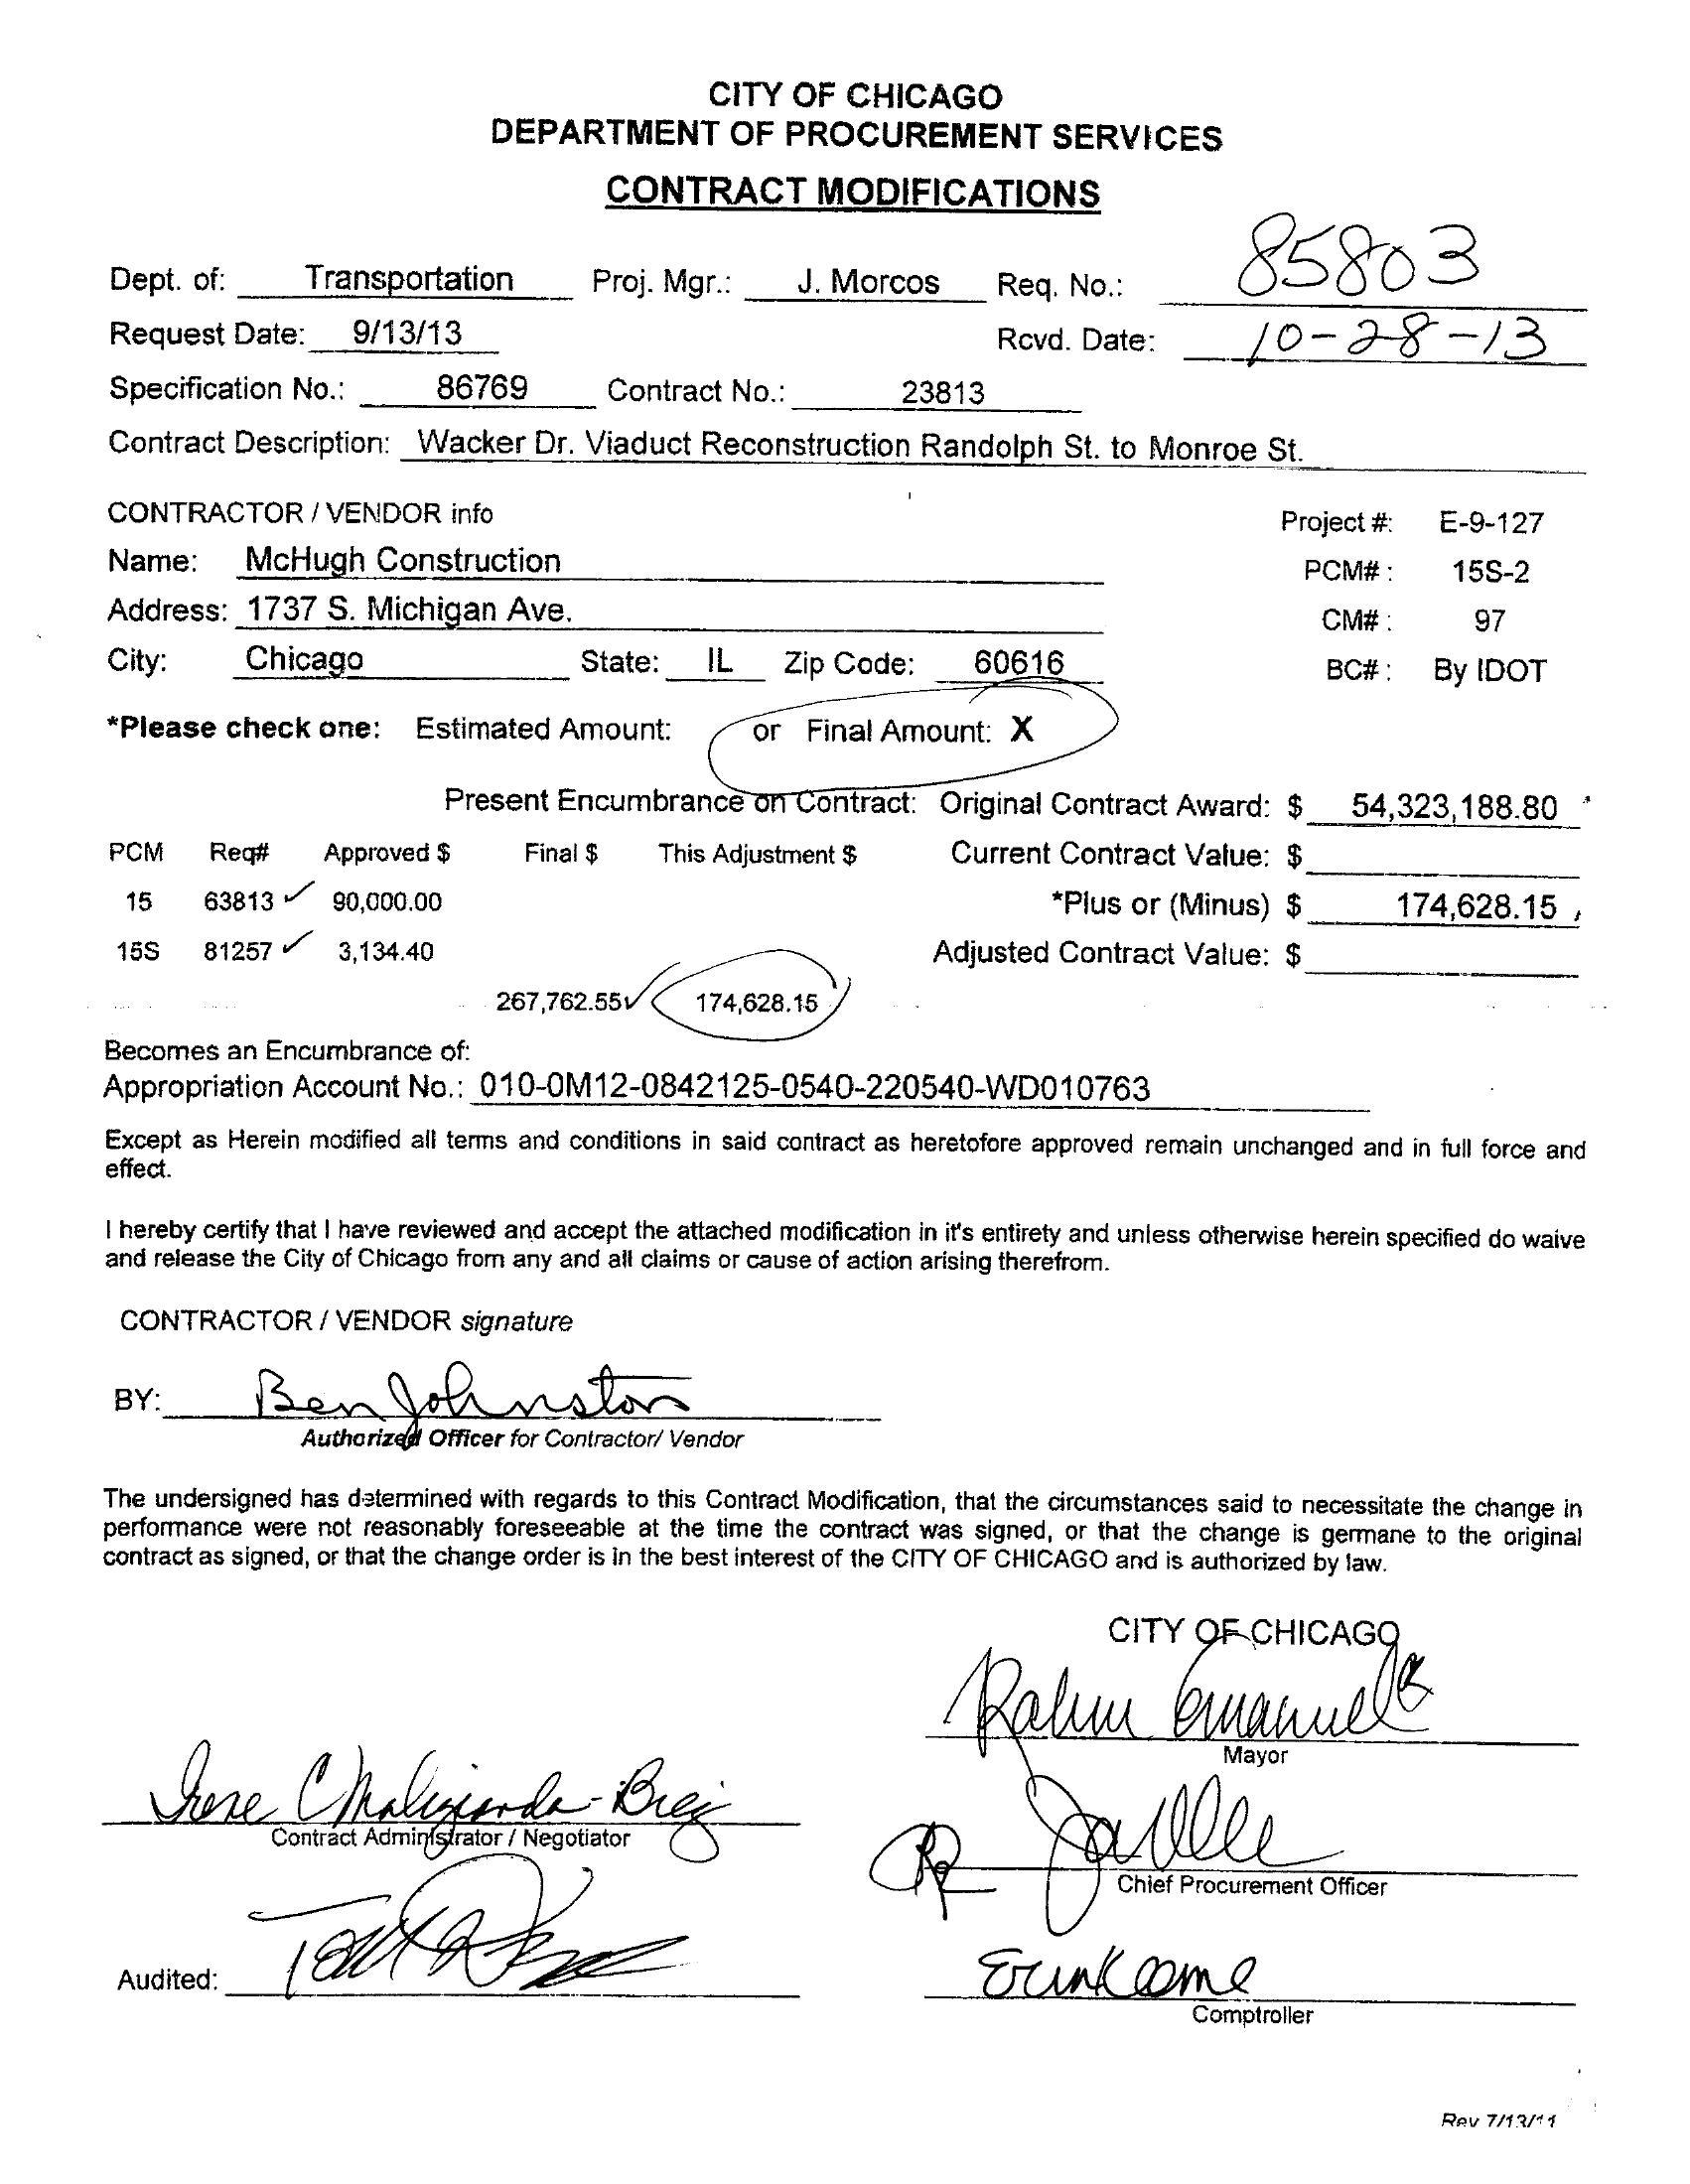 CITY OF CHICAGO
DEPARTMENT OF PROCUREMENT SERVICES
CONTRACT MODIFICATIONS
Dept. of: Transportation Proj. Mgr.: J. Morcos Req. No.: 85803
Request Date: 9/13/13 Rcvd. Date: 10-28-13
Specification No.: 86769 Contract No.: 23813
Contract Description: Wacker Dr. Viaduct Reconstruction Randolph St. to Monroe St.
CONTRACTOR / VENDOR info Project #: E-9-127
Name: McHugh Construction PCM# : 15S-2
Address: 1737 S. Michigan Ave. CM# : 97
City: Chicago State: IL Zip Code: 60616 BC# : By IDOT
*Please check one: Estimated Amount: or Final Amount: X
Present Encumbrance on Contract: Original Contract Award: $ 54,323,188.80
PCM Req# Approved $ Final $ This Adjustment $ Current Contract Value: $
15 63813 ✓ 90,000.00 *Plus or (Minus) $ 174,628.15
15S 81257 ✓ 3,134.40 Adjusted Contract Value: $
267,762.55 ✓ 174,628.15
Becomes an Encumbrance of:
Appropriation Account No.: 010-0M12-0842125-0540-220540-WD010763
Except as Herein modified all terms and conditions in said contract as heretofore approved remain unchanged and in full force and
effect.
I hereby certify that I have reviewed and accept the attached modification in it's entirety and unless otherwise herein specified do waive
and release the City of Chicago from any and all claims or cause of action arising therefrom.
CONTRACTOR / VENDOR signature
BY: Ben Johnston
Authorized Officer for Contractor/ Vendor
The undersigned has determined with regards to this Contract Modification, that the circumstances said to necessitate the change in
performance were not reasonably foreseeable at the time the contract was signed, or that the change is germane to the original
contract as signed, or that the change order is in the best interest of the CITY OF CHICAGO and is authorized by law.
CITY OF CHICAGO
Rahm Emanuel
Mayor
Contract Administrator / Negotiator
Chief Procurement Officer
Audited:
Comptroller
Rev 7/13/11